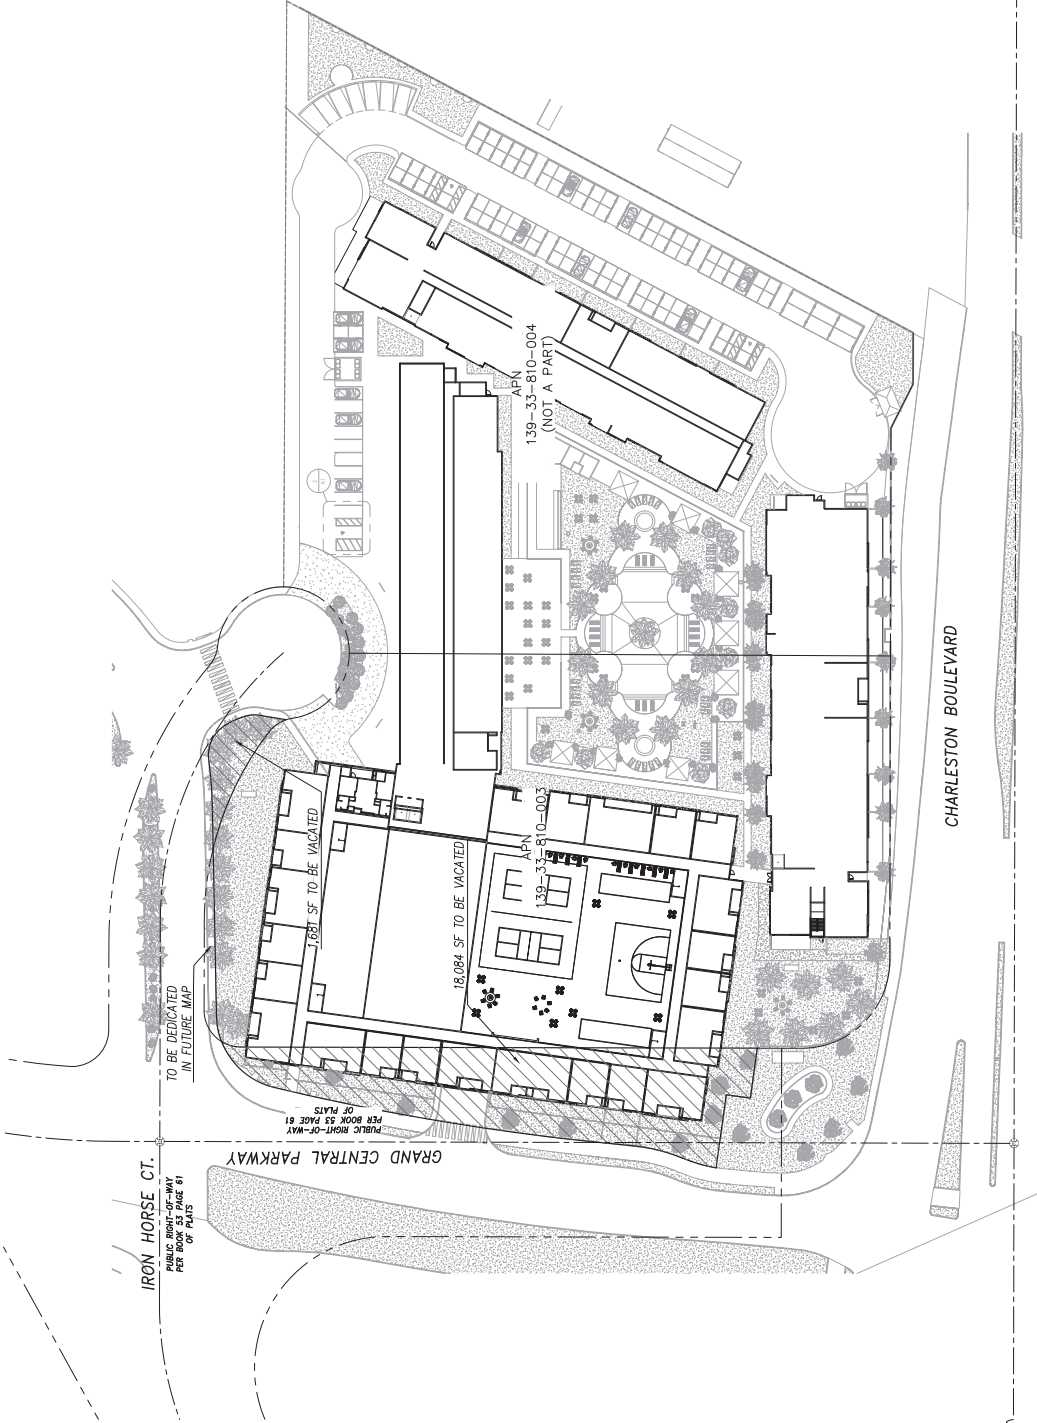 APN
139-33-810-004
(NOT A PART)
APN
139-33-810-003
1,681 SF TO BE VACATED
18,084 SF TO BE VACATED
TO BE DEDICATED
IN FUTURE MAP
PUBLIC RIGHT-OF-WAY
PER BOOK 53 PAGE 61
OF PLATS
GRAND CENTRAL PARKWAY
IRON HORSE CT.
PUBLIC RIGHT-OF-WAY
PER BOOK 53 PAGE 61
OF PLATS
CHARLESTON BOULEVARD